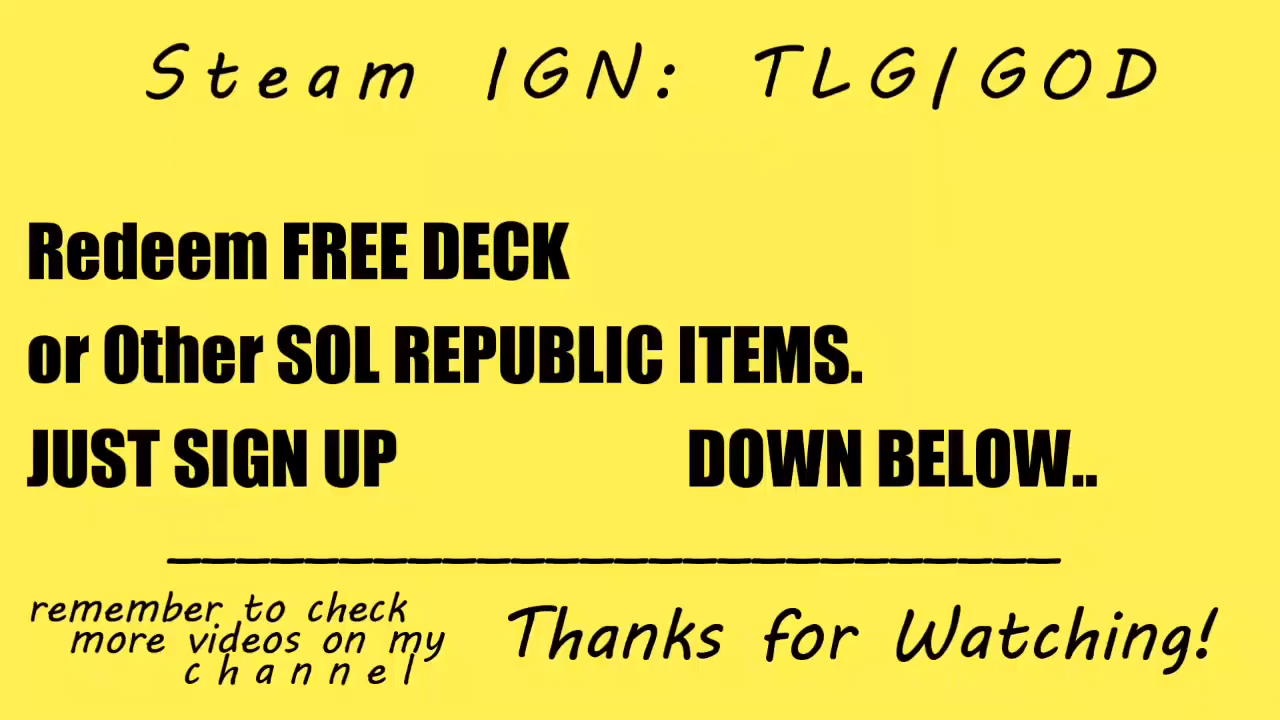 Steam IGN: TLG/GOD
Redeem FREE DECK
or Other SOL REPUBLIC ITEMS.
JUST SIGN UP DOWN BELOW..
__________________________
remember to check
more videos on my
channel
Thanks for Watching!